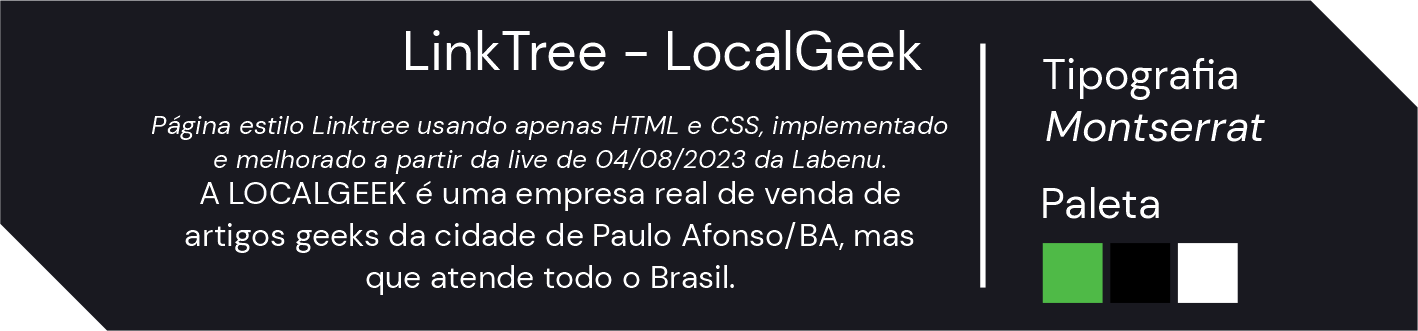 LinkTree - LocalGeek
Página estilo Linktree usando apenas HTML e CSS, implementado
e melhorado a partir da live de 04/08/2023 da Labenu.
A LOCALGEEK é uma empresa real de venda de
artigos geeks da cidade de Paulo Afonso/BA, mas
que atende todo o Brasil.
Tipografia
Montserrat
Paleta